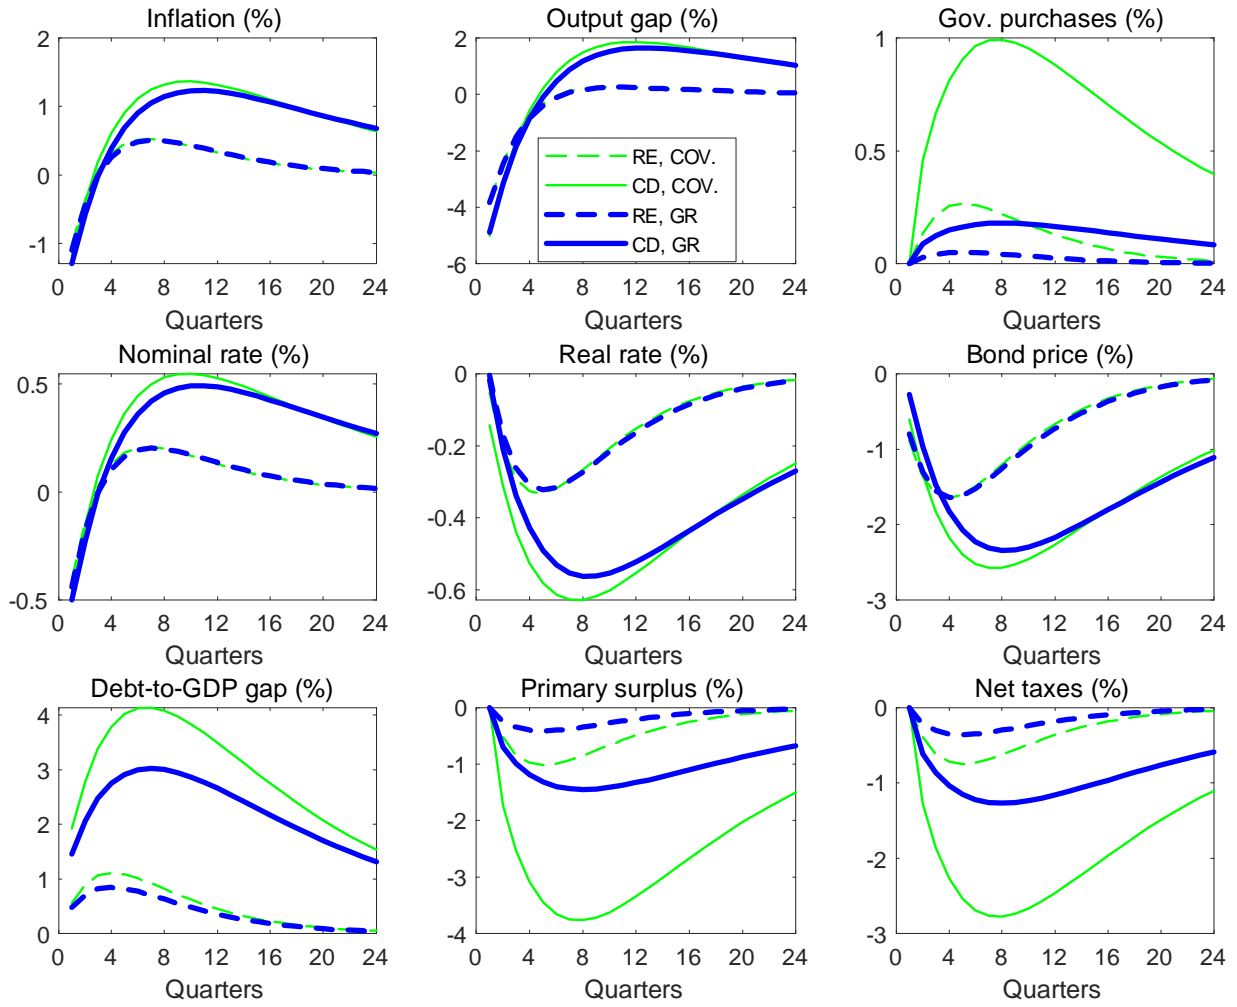 Inflation (%)
2
1
0
-1
0 4 8 12 16 20 24
Quarters
Output gap (%)
2
0
-2
-4
-6
RE, COV.
CD, COV.
RE, GR
CD, GR
0 4 8 12 16 20 24
Quarters
Gov. purchases (%)
1
0.5
0
0 4 8 12 16 20 24
Quarters
Nominal rate (%)
0.5
0
-0.5
0 4 8 12 16 20 24
Quarters
Real rate (%)
0
-0.2
-0.4
-0.6
0 4 8 12 16 20 24
Quarters
Bond price (%)
0
-1
-2
-3
0 4 8 12 16 20 24
Quarters
Debt-to-GDP gap (%)
4
3
2
1
0
0 4 8 12 16 20 24
Quarters
Primary surplus (%)
0
-1
-2
-3
-4
0 4 8 12 16 20 24
Quarters
Net taxes (%)
0
-1
-2
-3
0 4 8 12 16 20 24
Quarters